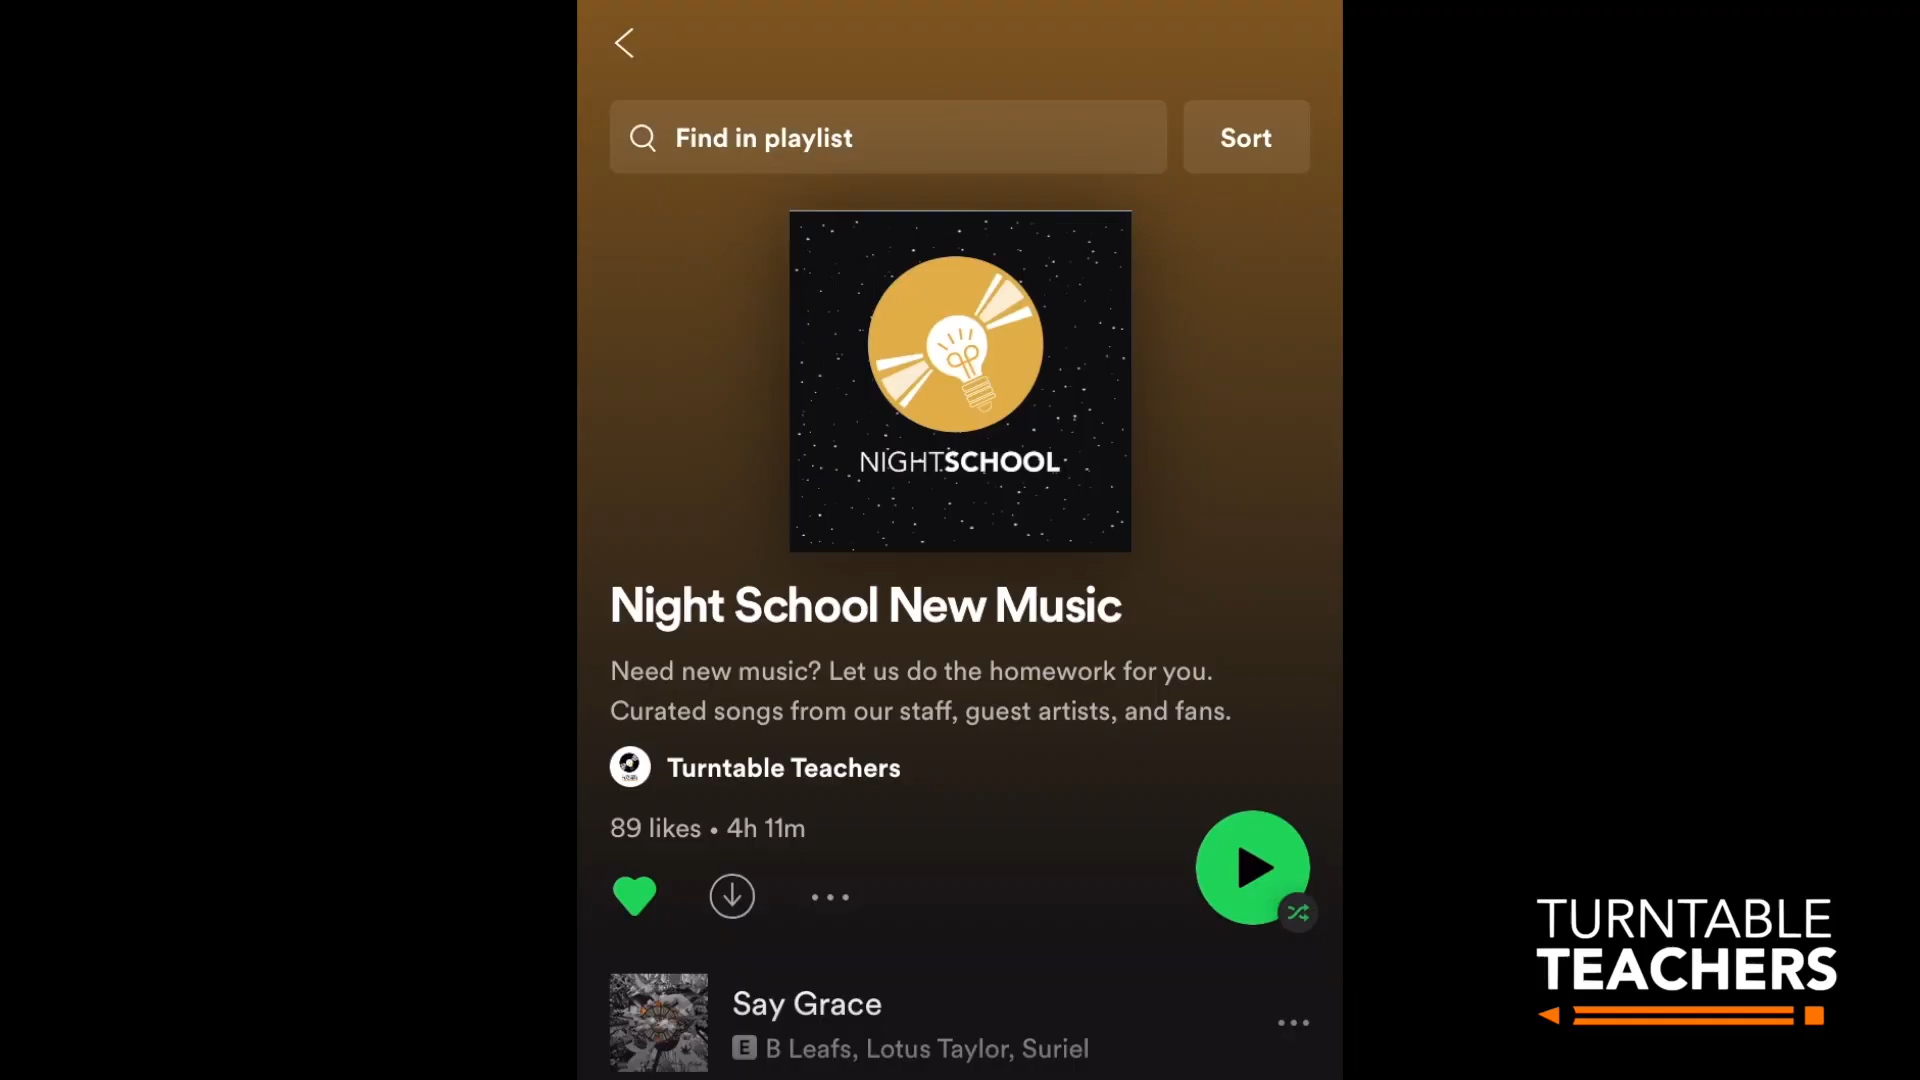 Find in playlist
Sort
NIGHTSCHOOL
Night School New Music
Need new music? Let us do the homework for you.
Curated songs from our staff, guest artists, and fans.
Turntable Teachers
89 likes • 4h 11m
Say Grace
E B Leafs, Lotus Taylor, Suriel
TURNTABLE
TEACHERS